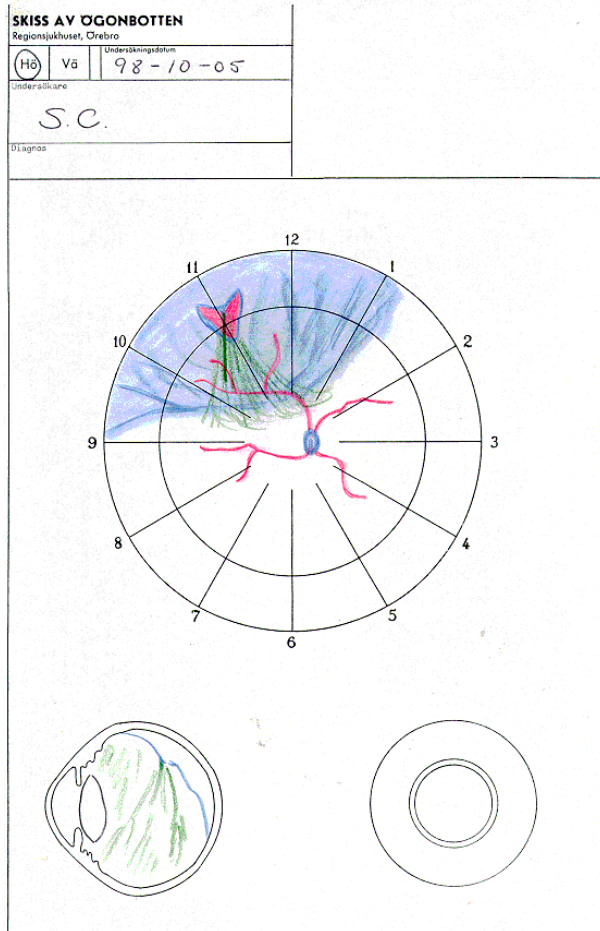 SKISS AV ÖGONBOTTEN
Regionsjukhuset, Örebro
Hö Vä
Undersökningsdatum
98-10-05
Undersökare
S.C.
Diagnos
12
11 1
10 2
9 3
8 4
7 5
6